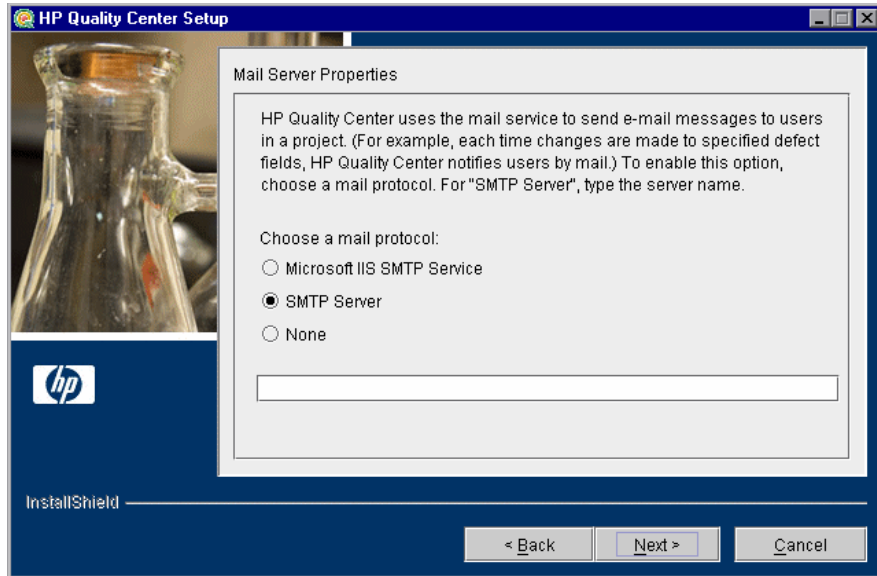 HP Quality Center Setup
Mail Server Properties
HP Quality Center uses the mail service to send e-mail messages to users
in a project. (For example, each time changes are made to specified defect
fields, HP Quality Center notifies users by mail.) To enable this option,
choose a mail protocol. For "SMTP Server", type the server name.
Choose a mail protocol:
Microsoft IIS SMTP Service
SMTP Server
None
hp
InstallShield
< Back
Next >
Cancel